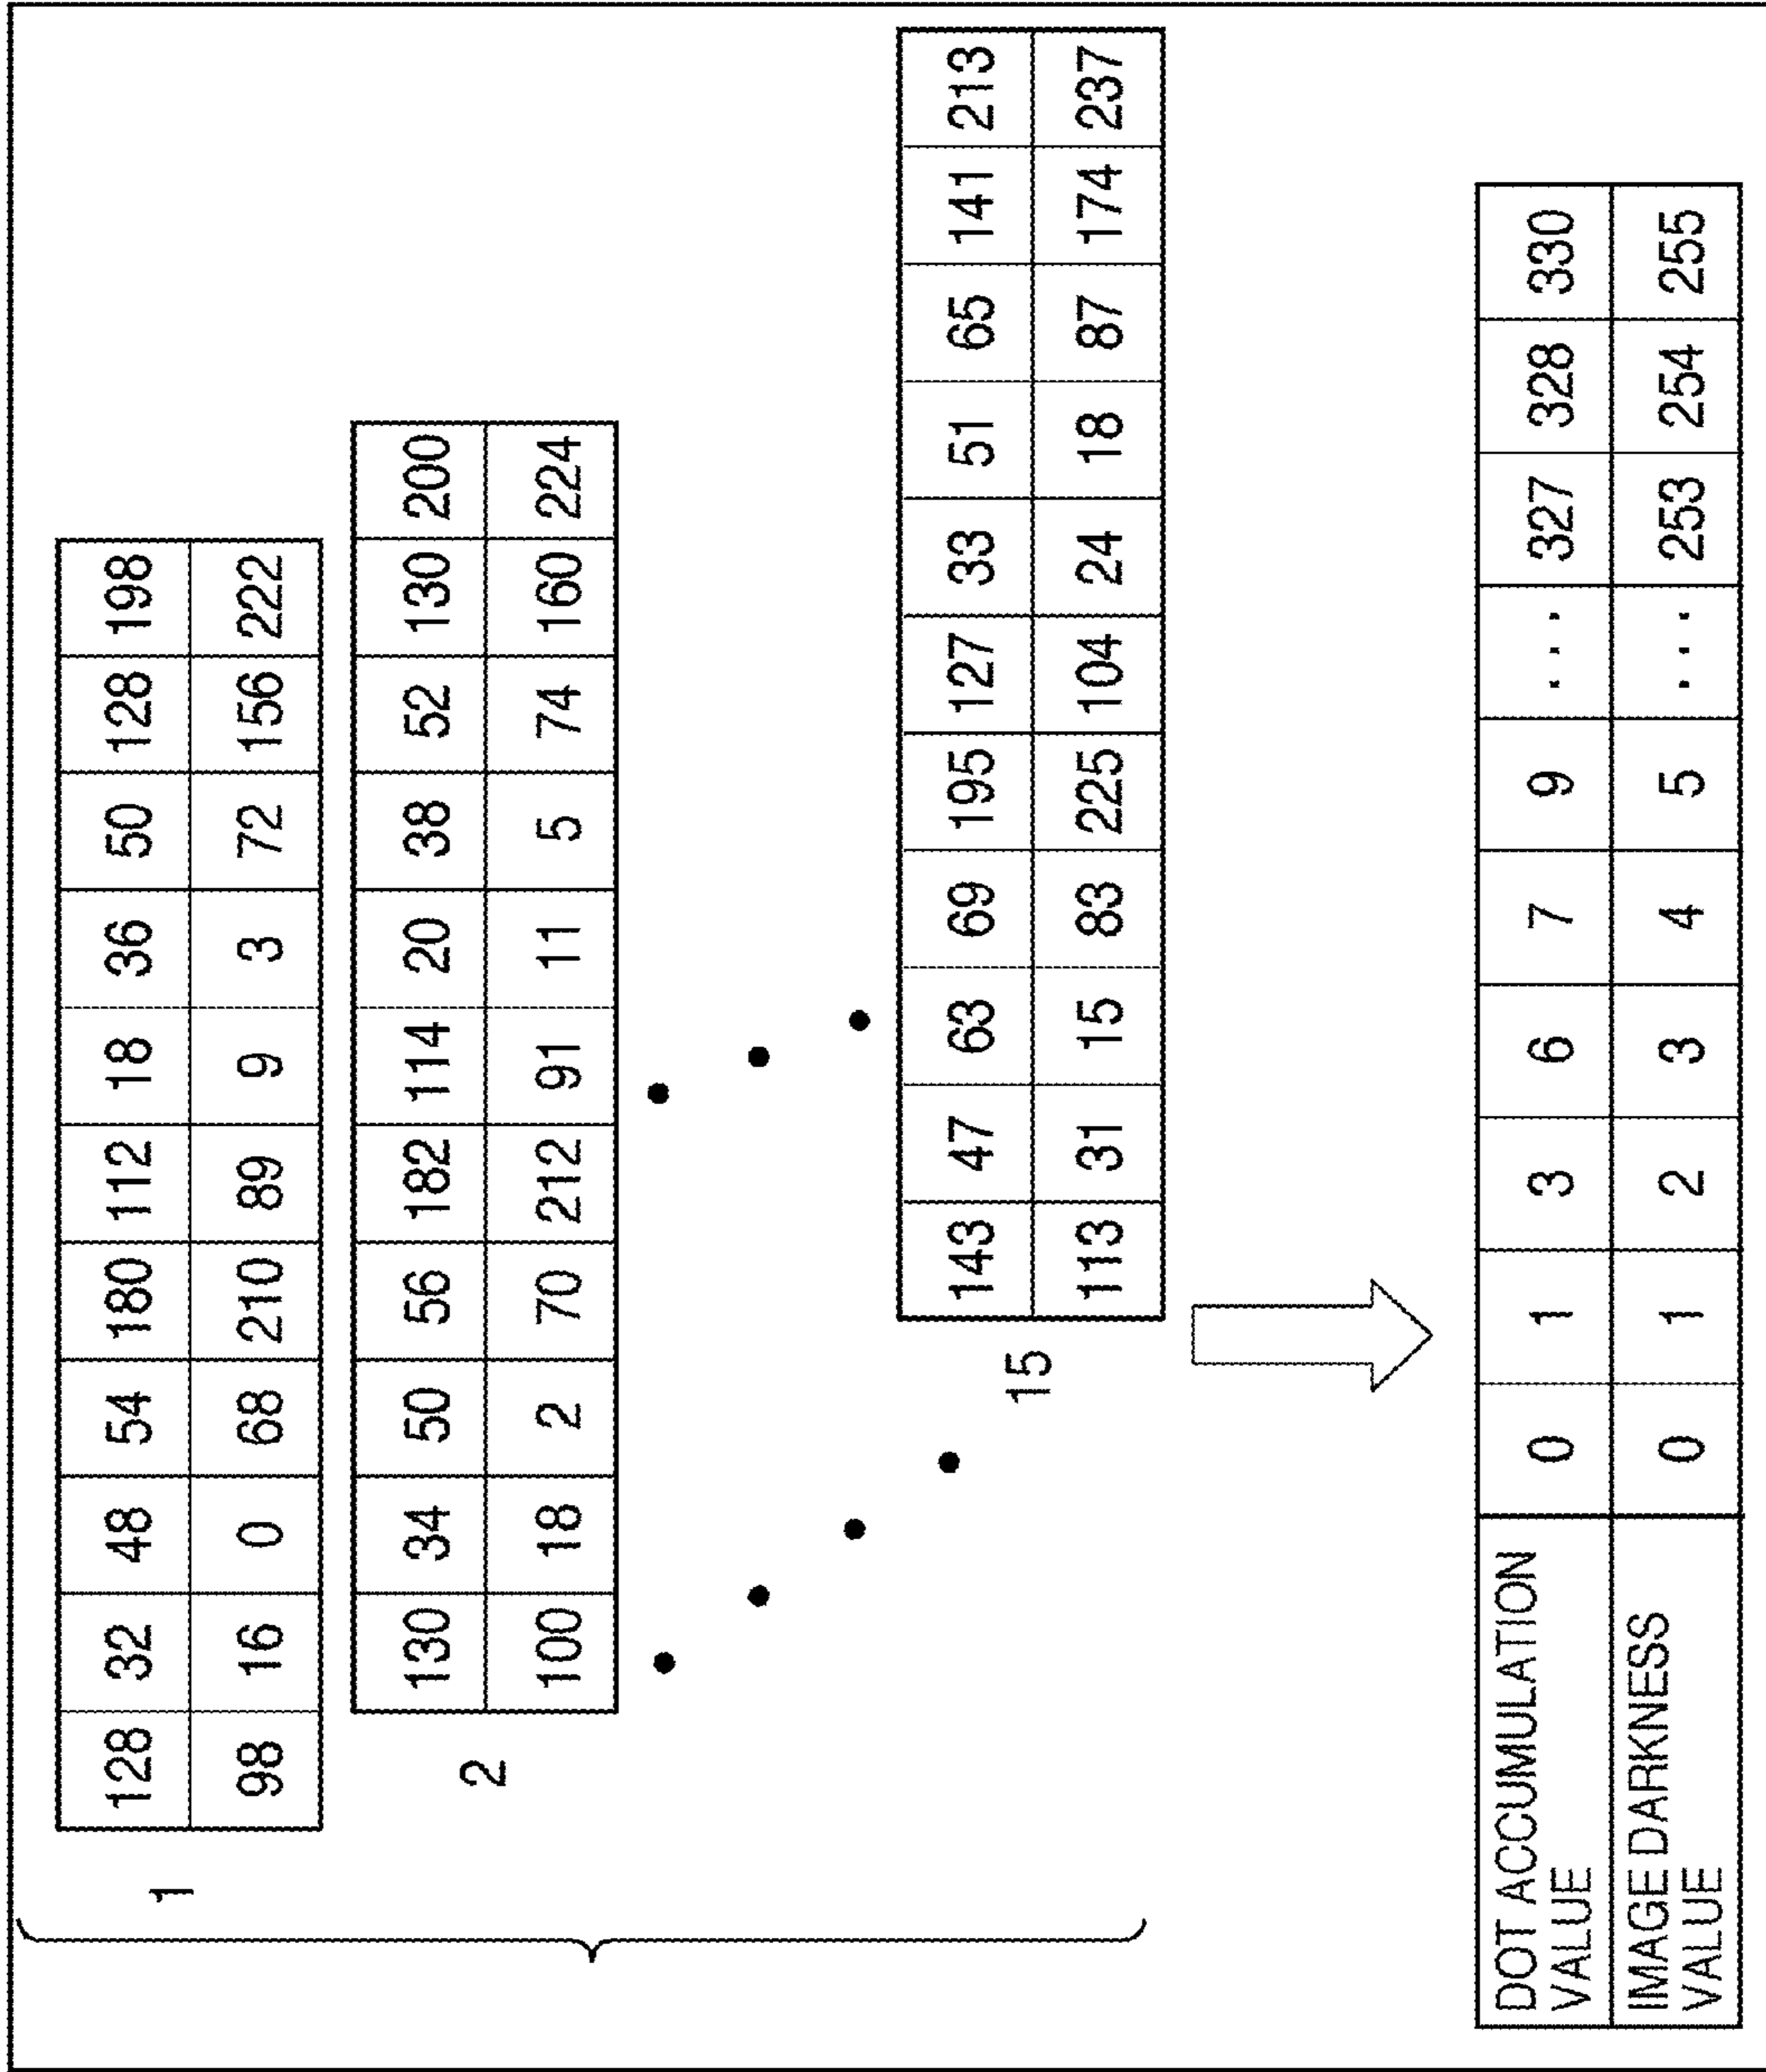 1
128 32 48 54 180 112 18 36 50 128 198
98 16 0 68 210 89 9 3 72 156 222
2
130 34 50 56 182 114 20 38 52 130 200
100 18 2 70 212 91 11 5 74 160 224
15
143 47 63 69 195 127 33 51 65 141 213
113 31 15 83 225 104 24 18 87 174 237
DOT ACCUMULATION
VALUE
0 1 3 6 7 9 ... 327 328 330
IMAGE DARKNESS
VALUE
0 1 2 3 4 5 ... 253 254 255